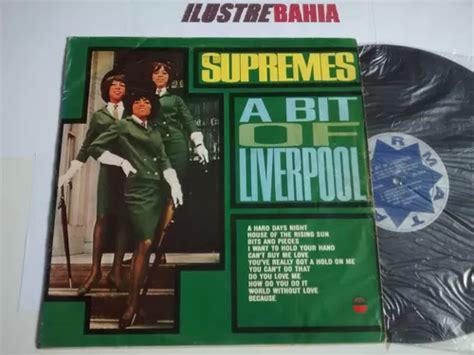 ILUSTREBAHIA
SUPREMES
A BIT
OF
LIVERPOOL
A HARD DAYS NIGHT
HOUSE OF THE RISING SUN
BITS AND PIECES
I WANT TO HOLD YOUR HAND
CAN'T BUY ME LOVE
YOU'VE REALLY GOT A HOLD ON ME
YOU CAN'T DO THAT
DO YOU LOVE ME
HOW DO YOU DO IT
WORLD WITHOUT LOVE
BECAUSE